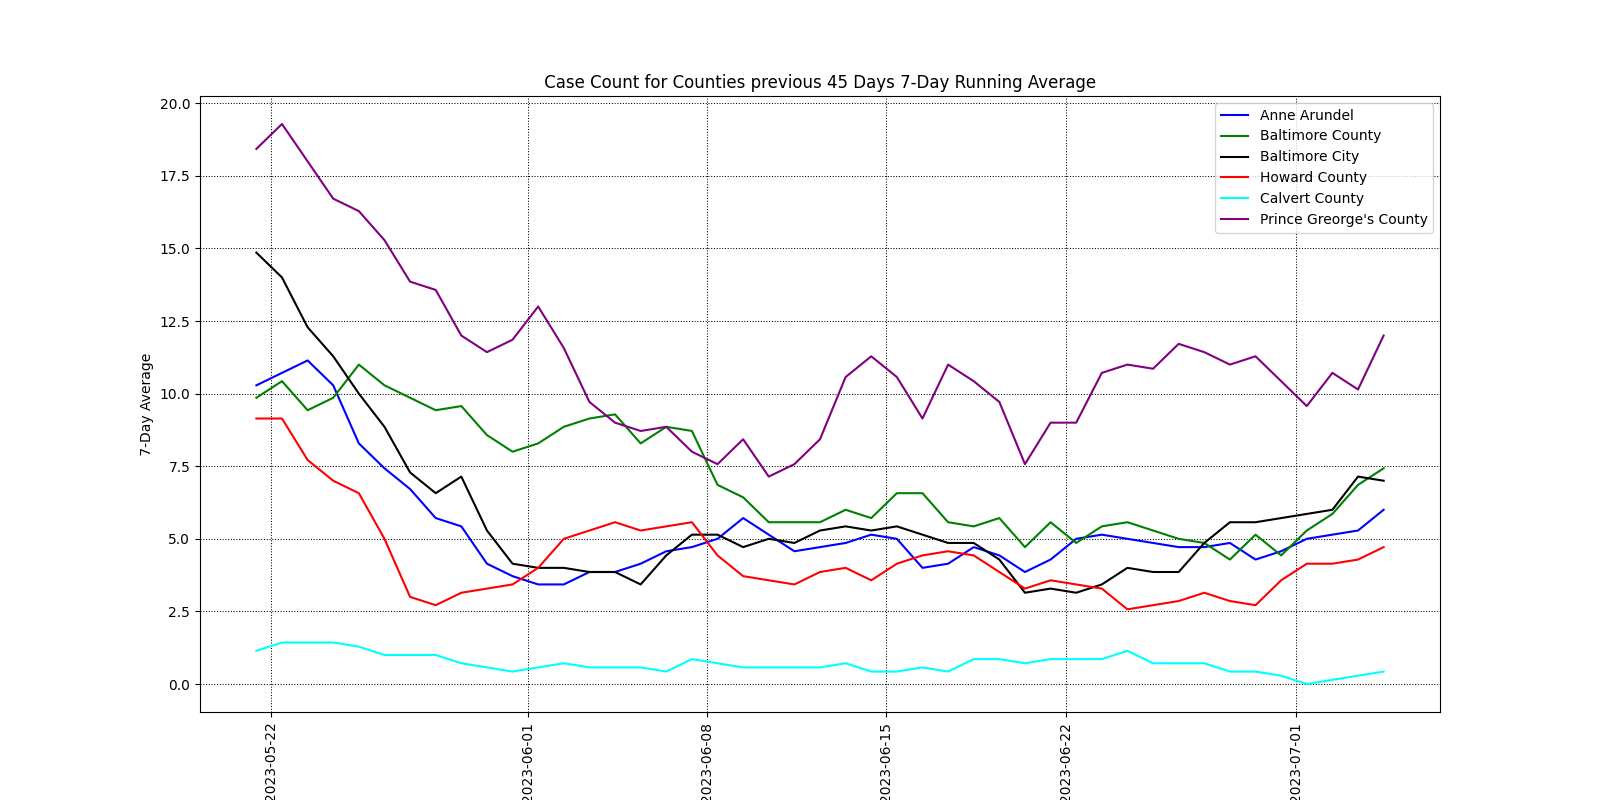 Case Count for Counties previous 45 Days 7-Day Running Average
20.0
17.5
15.0
12.5
10.0
7.5
5.0
2.5
0.0
7-Day Average
Anne Arundel
Baltimore County
Baltimore City
Howard County
Calvert County
Prince Greorge's County
2023-05-22
2023-06-01
2023-06-08
2023-06-15
2023-06-22
2023-07-01